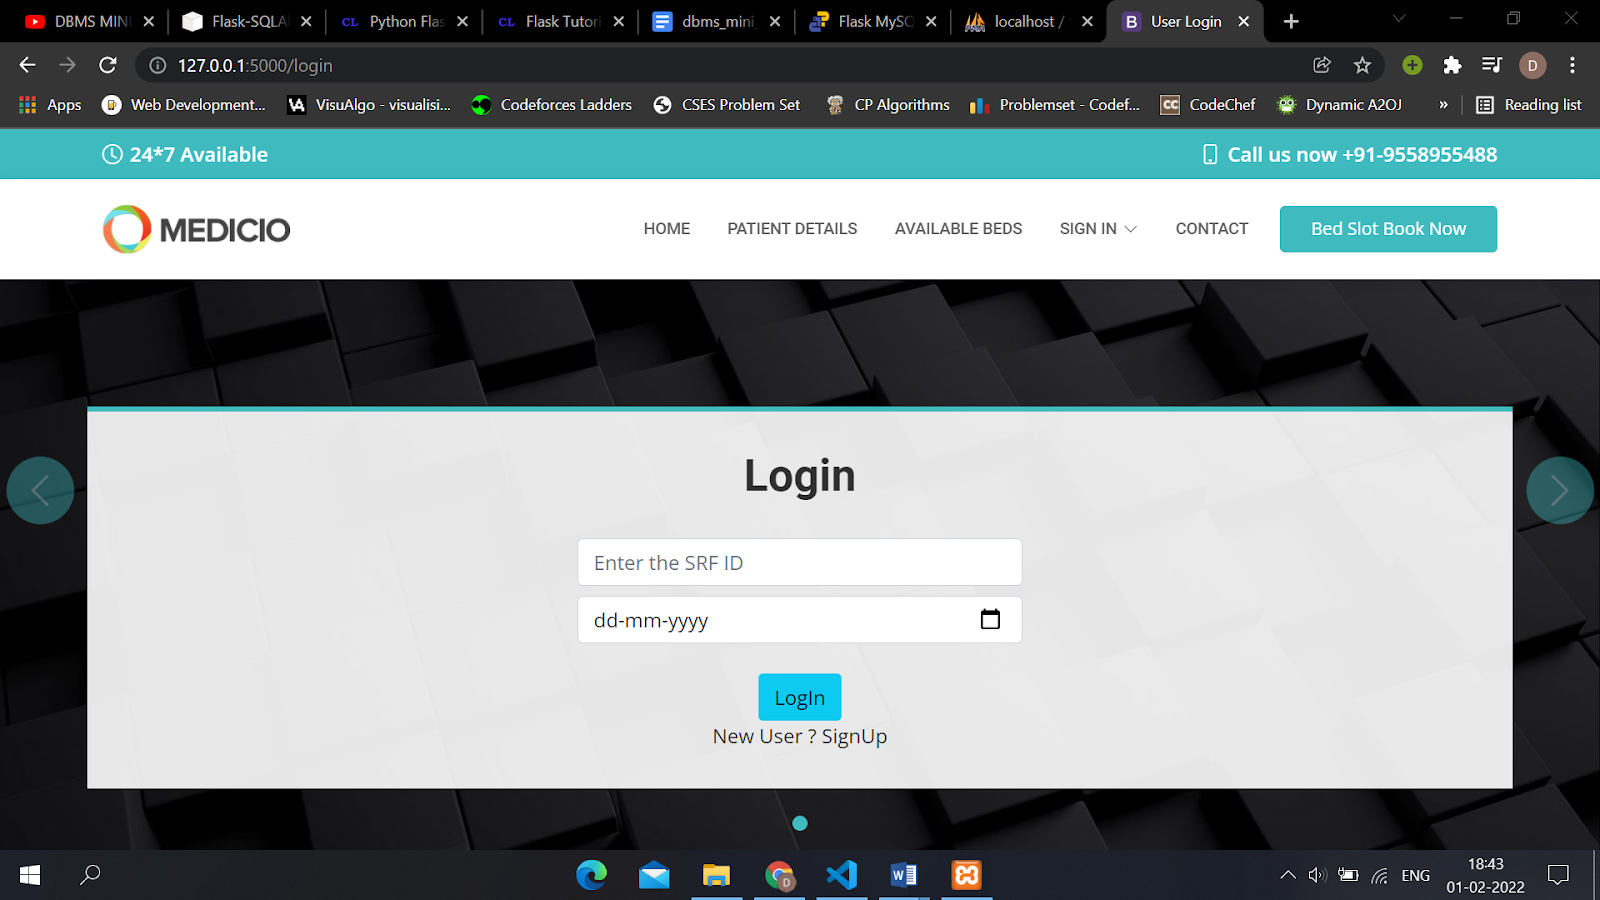 DBMS MINI Flask-SQLA Python Flas Flask Tutori dbms_mini_ Flask MySQ localhost / User Login
127.0.0.1:5000/login
Apps Web Development... VisuAlgo - visualisi... Codeforces Ladders CSES Problem Set CP Algorithms Problemset - Codef... CodeChef Dynamic A2OJ » Reading list
24*7 Available Call us now +91-9558955488
MEDICIO HOME PATIENT DETAILS AVAILABLE BEDS SIGN IN CONTACT Bed Slot Book Now
Login
Enter the SRF ID
dd-mm-yyyy
LogIn
New User ? SignUp
ENG 18:43
01-02-2022